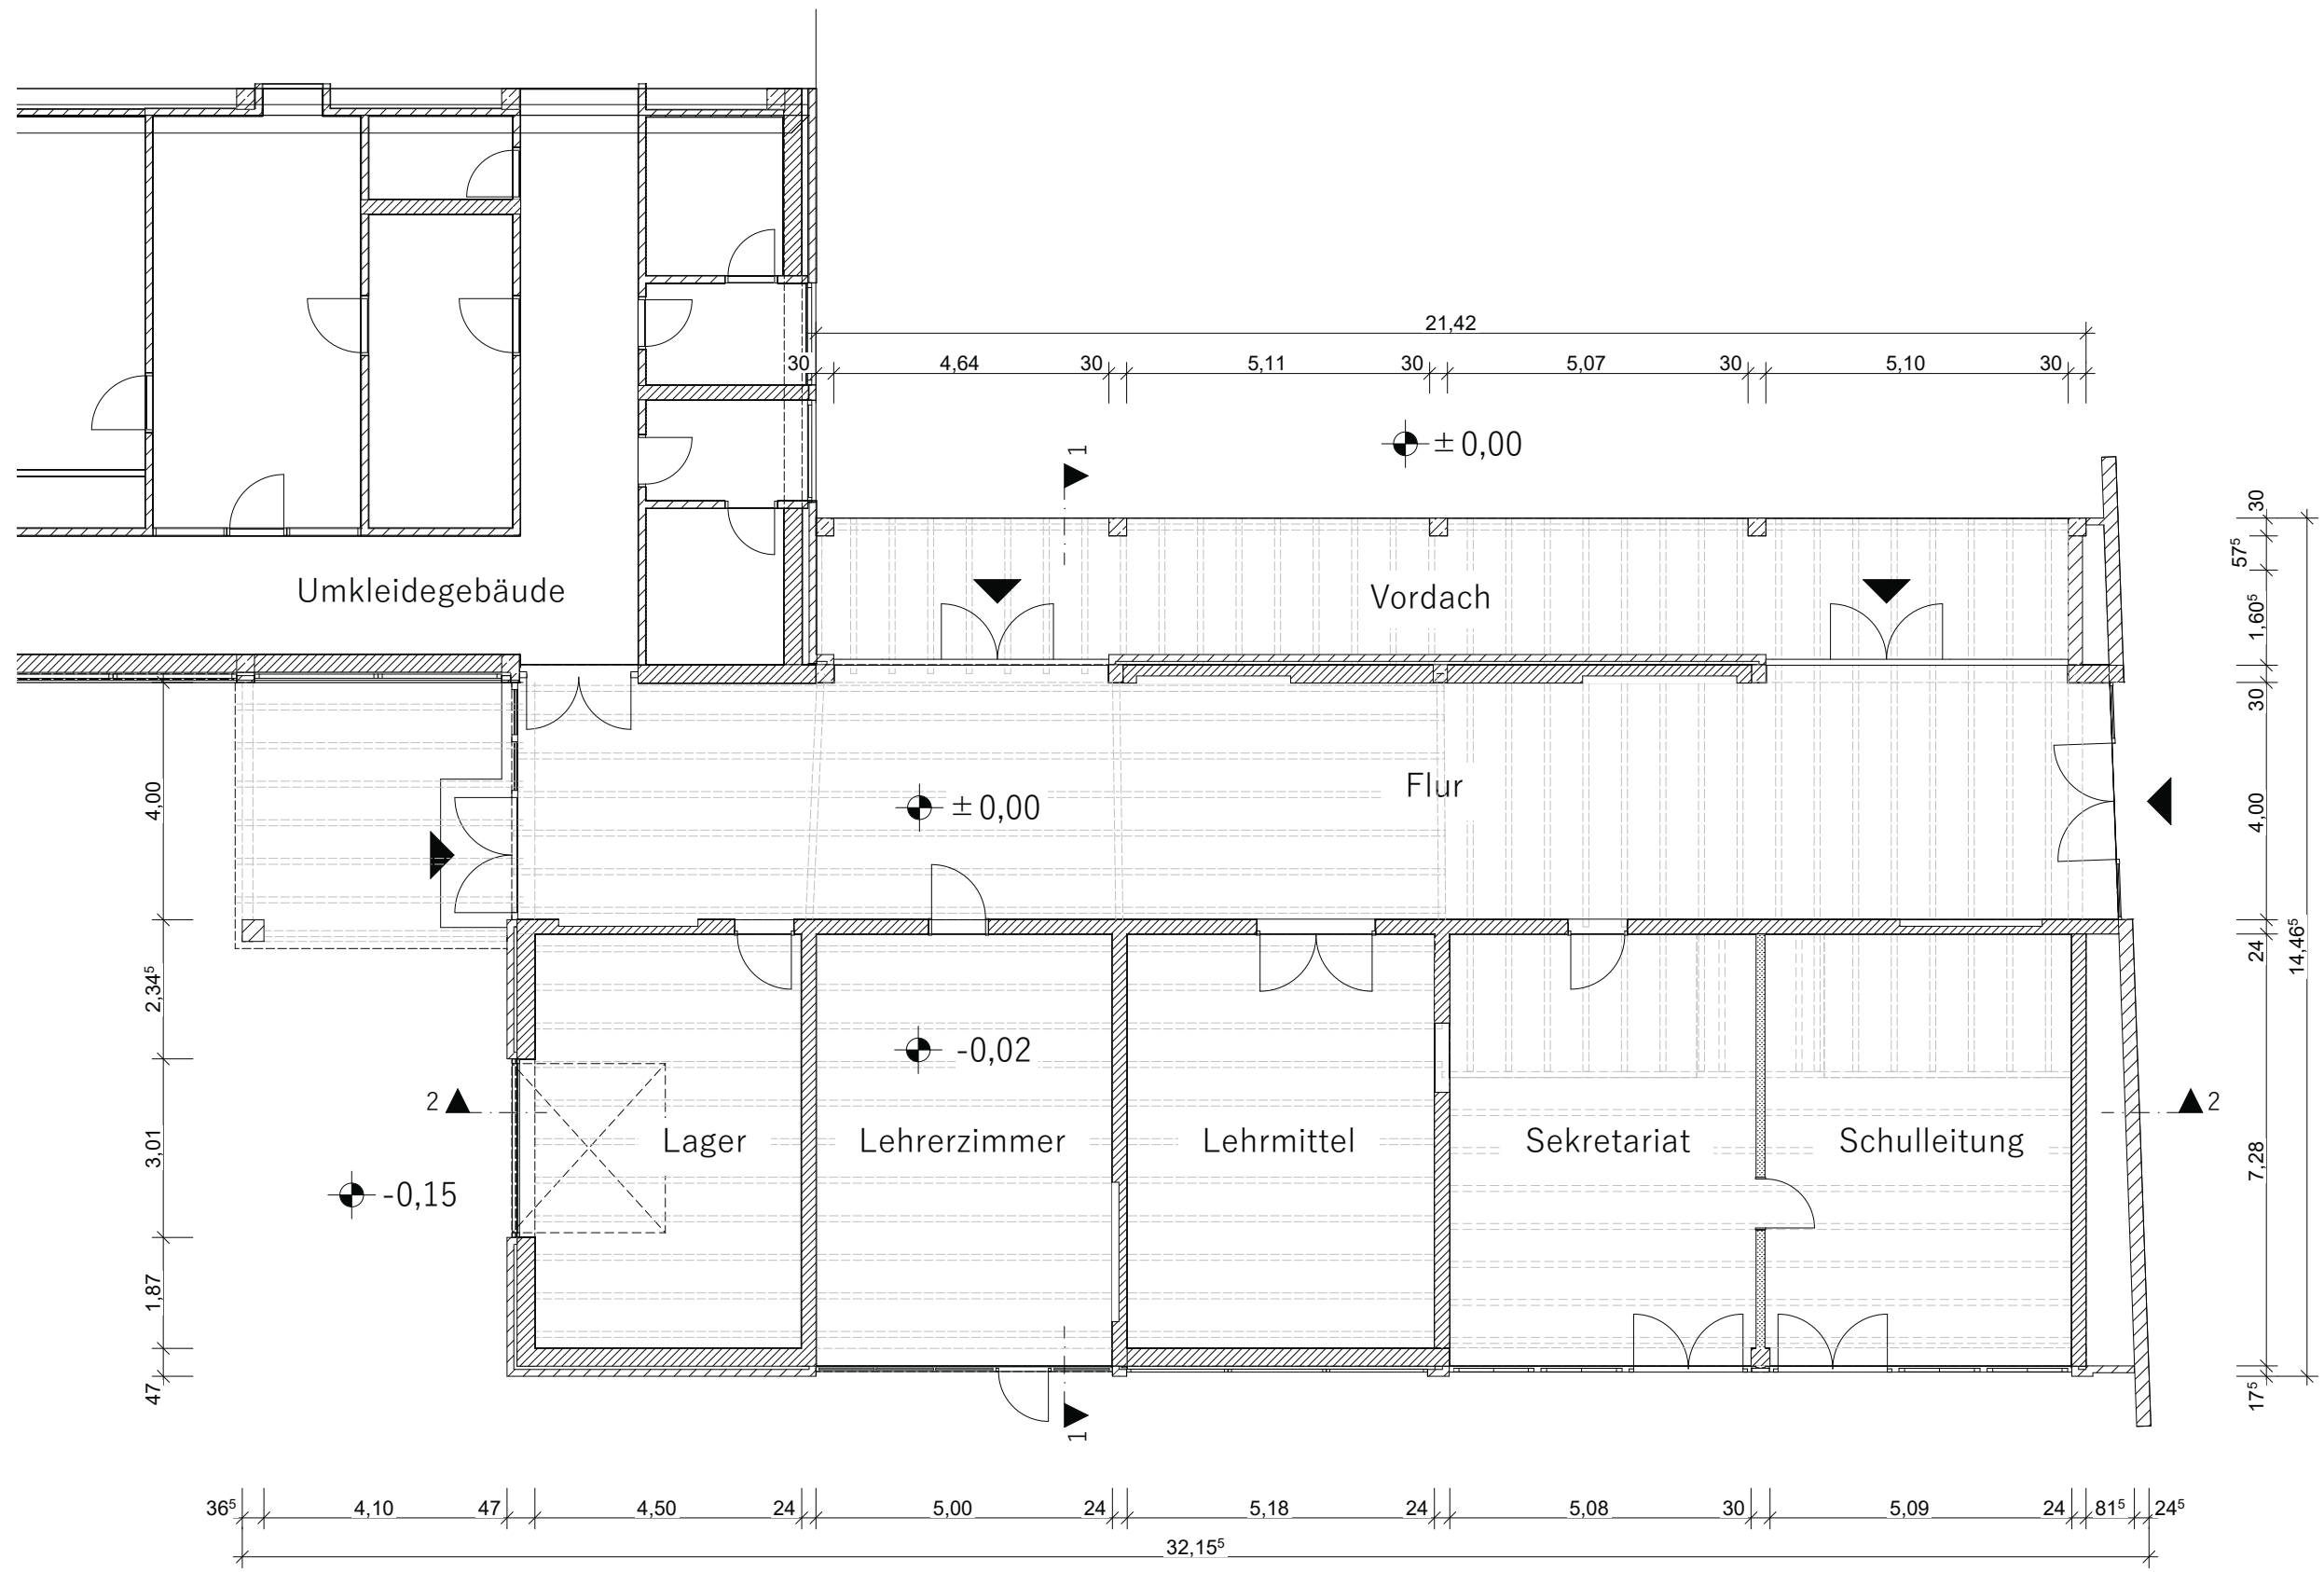 21,42
30 4,64 30 5,11 30 5,07 30 5,10 30
1
±0,00
30
57⁵
1,60⁵
30
4,00
24
7,28
17⁵
14,46⁵
Umkleidegebäude
Vordach
Flur
±0,00
4,00
2,34⁵
3,01
1,87
47
-0,02
2
2
Lager
Lehrerzimmer
Lehrmittel
Sekretariat
Schulleitung
-0,15
1
36⁵ 4,10 47 4,50 24 5,00 24 5,18 24 5,08 30 5,09 24 81⁵ 24⁵
32,15⁵